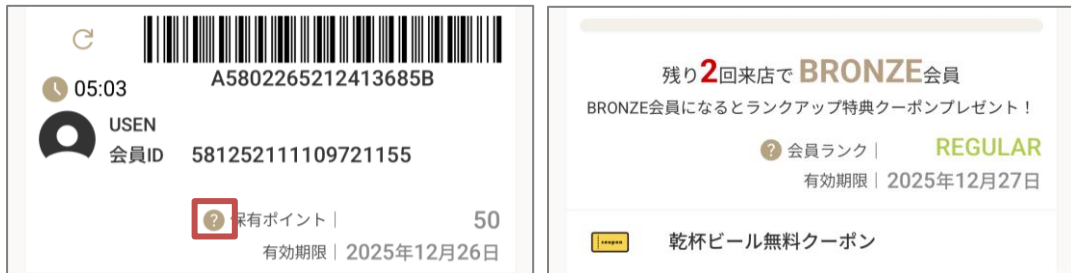 A5802265212413685B
05:03
USEN
会員ID 581252111109721155
? 保有ポイント | 50
有効期限 | 2025年12月26日
残り2回来店で BRONZE会員
BRONZE会員になるとランクアップ特典クーポンプレゼント！
? 会員ランク | REGULAR
有効期限 | 2025年12月27日
coupon 乾杯ビール無料クーポン